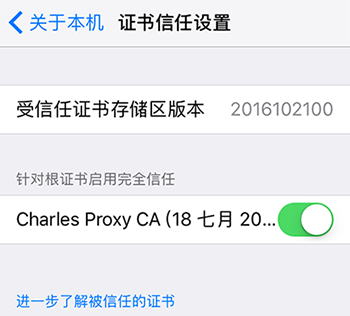 关于本机 证书信任设置
受信任证书存储区版本 2016102100
针对根证书启用完全信任
Charles Proxy CA (18 七月 20...
进一步了解被信任的证书